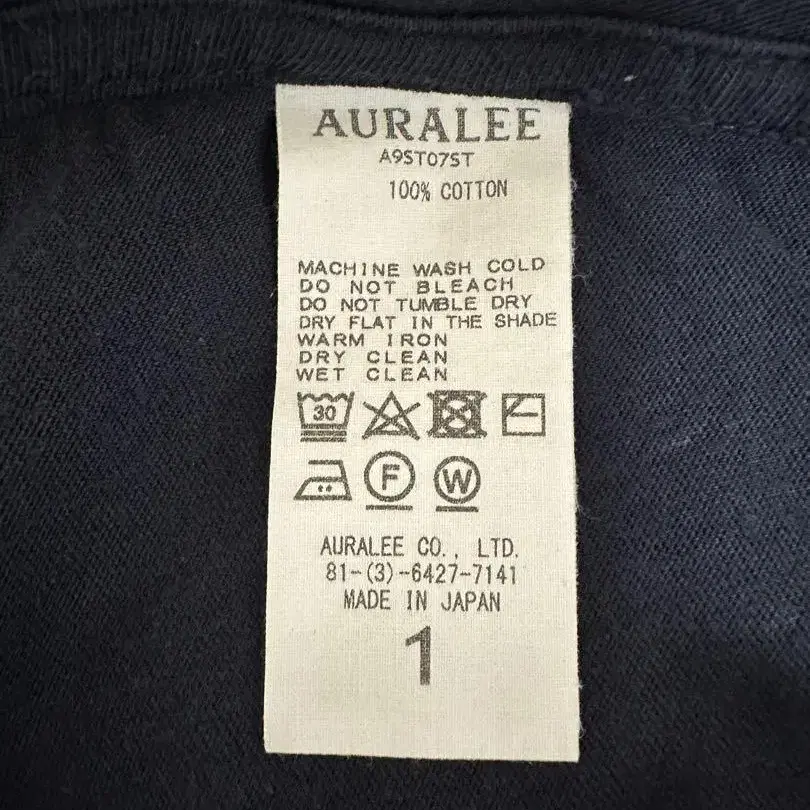 AURALEE
A9ST07ST
100% COTTON
MACHINE WASH COLD
DO NOT BLEACH
DO NOT TUMBLE DRY
DRY FLAT IN THE SHADE
WARM IRON
DRY CLEAN
WET CLEAN
30
F W
AURALEE CO., LTD.
81-(3)-6427-7141
MADE IN JAPAN
1